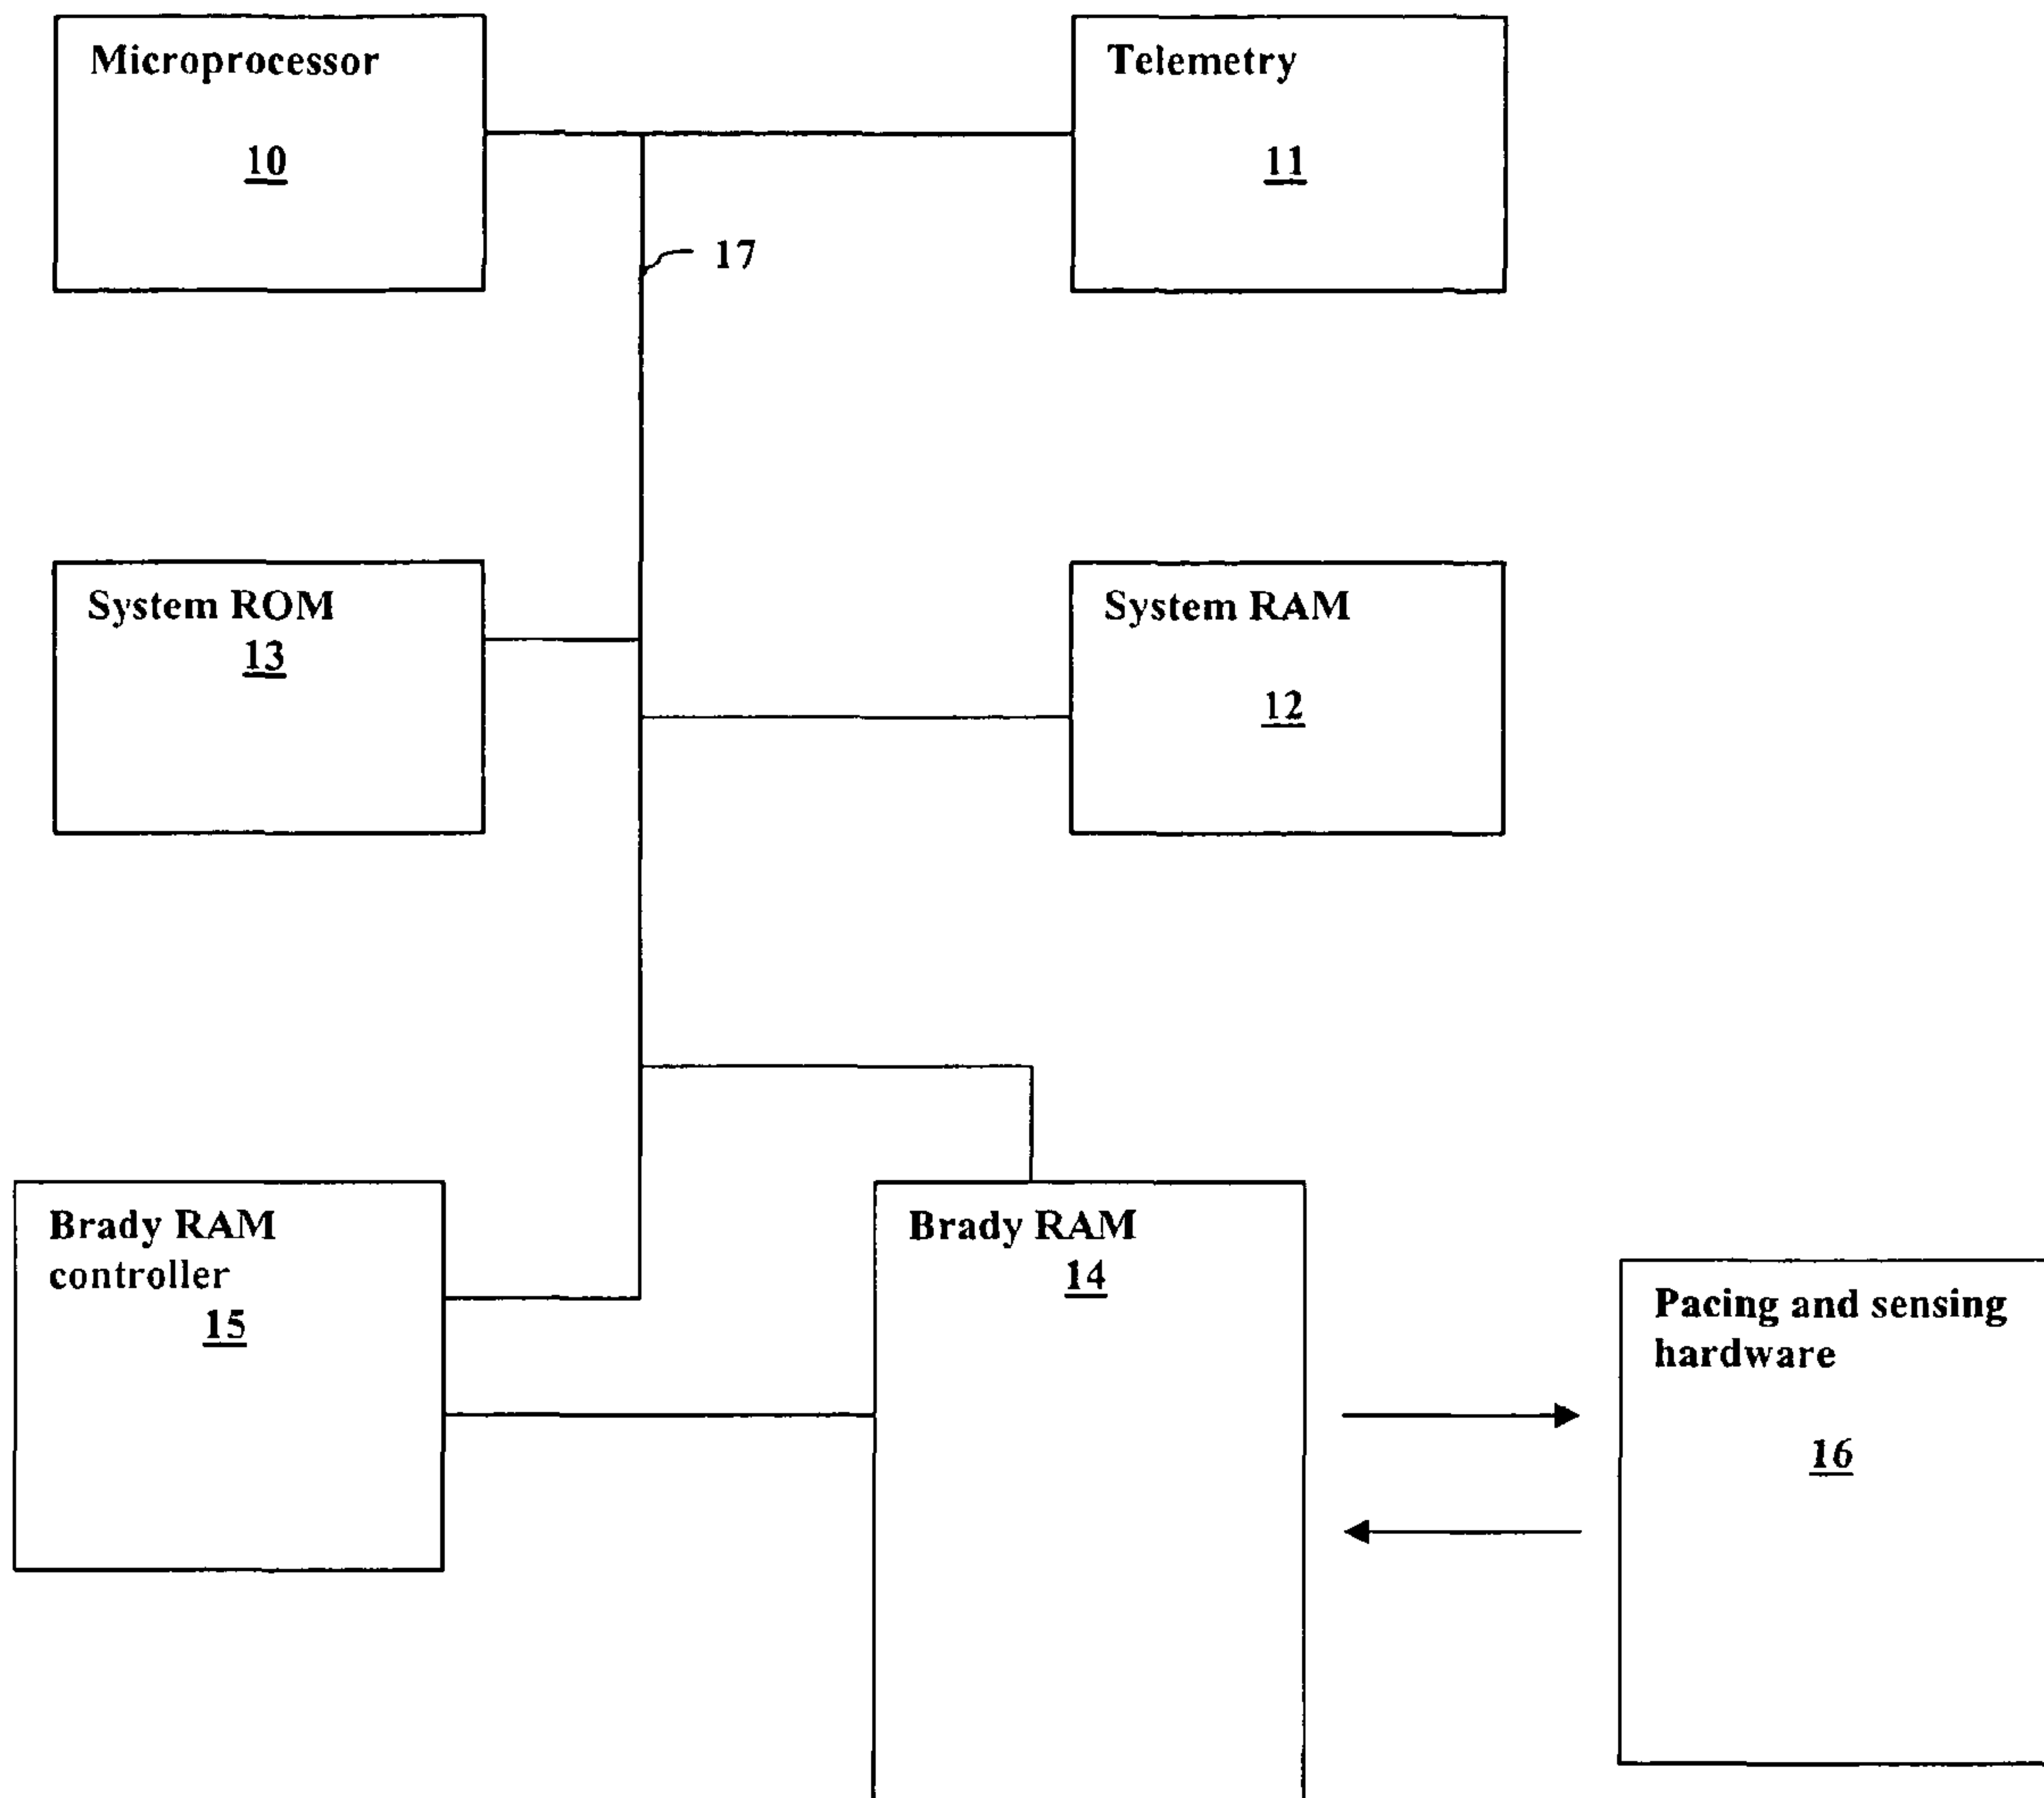 Microprocessor
10
Telemetry
11
17
System ROM
13
System RAM
12
Brady RAM
controller
15
Brady RAM
14
Pacing and sensing
hardware
16